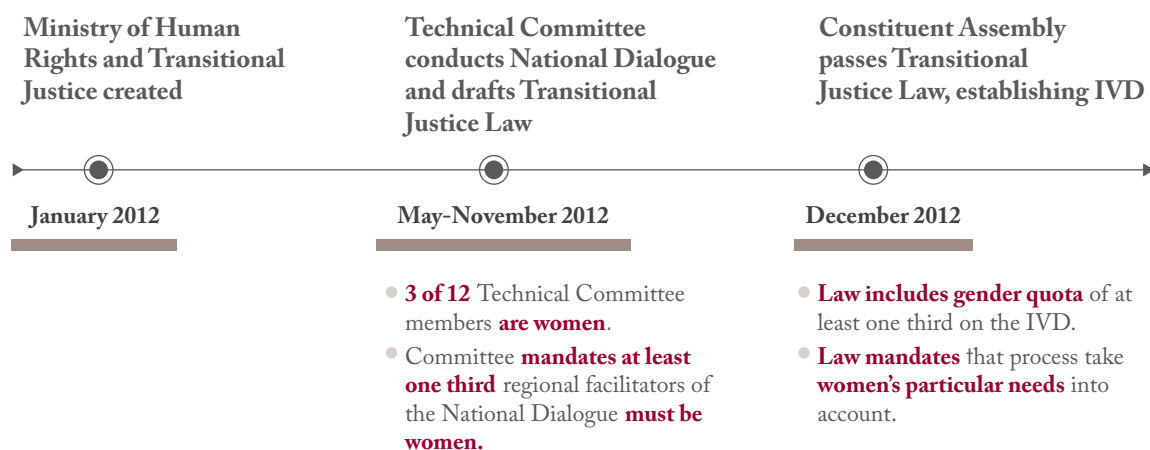 Ministry of Human
Rights and Transitional
Justice created
Technical Committee
conducts National Dialogue
and drafts Transitional
Justice Law
Constituent Assembly
passes Transitional
Justice Law, establishing IVD
January 2012
May-November 2012
December 2012
3 of 12 Technical Committee
members are women.
Committee mandates at least
one third regional facilitators of
the National Dialogue must be
women.
Law includes gender quota of at
least one third on the IVD.
Law mandates that process take
women's particular needs into
account.